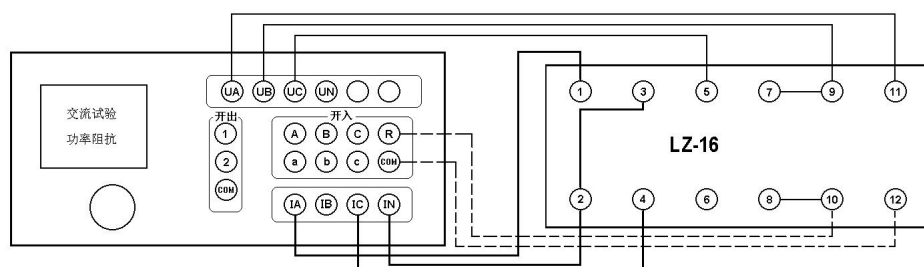 UA UB UC UN
1 3 5 7 9 11
开出
开入
交流试验
功率阻抗
1
A B C R
LZ-16
2
a b c COM
COM
IA IB IC IN
2 4 6 8 10 12